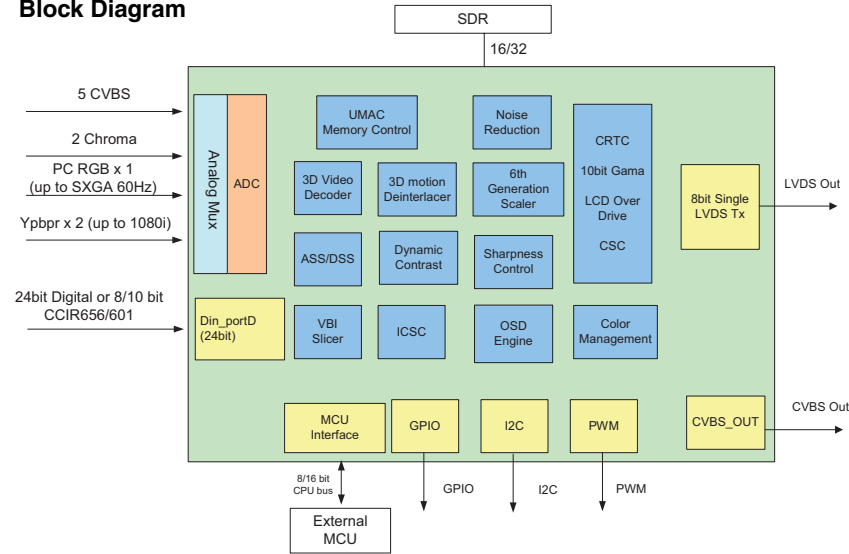 Block Diagram
SDR
16/32
5 CVBS
2 Chroma
PC RGB x 1
(up to SXGA 60Hz)
Ypbpr x 2 (up to 1080i)
24bit Digital or 8/10 bit
CCIR656/601
Analog Mux
ADC
UMAC
Memory Control
Noise
Reduction
3D Video
Decoder
3D motion
Deinterlacer
6th
Generation
Scaler
CRTC
10bit Gama
LCD Over
Drive
CSC
8bit Single
LVDS Tx
LVDS Out
ASS/DSS
Dynamic
Contrast
Sharpness
Control
Din_portD
(24bit)
VBI
Slicer
ICSC
OSD
Engine
Color
Management
MCU
Interface
GPIO
I2C
PWM
CVBS_OUT
CVBS Out
8/16 bit
CPU bus
GPIO
I2C
PWM
External
MCU